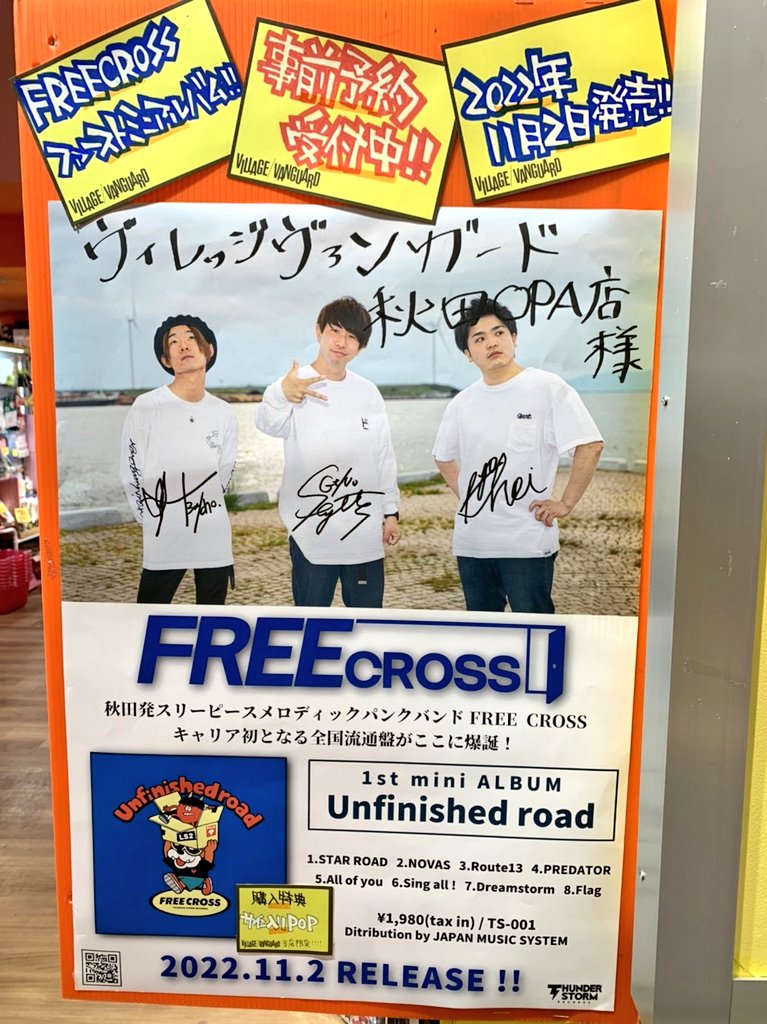 FREECROSS
ファーストミニアルバム!!
VILLAGE/VANGUARD
事前予約
受付中!!
VILLAGE/VANGUARD
2022年
11月2日発売!!
VILLAGE/VANGUARD
ヴィレッジヴァンガード
秋田OPA店
様
FREECROSS
秋田発スリーピースメロディックパンクバンド FREE CROSS
キャリア初となる全国流通盤がここに爆誕！
Unfinished road
LS2
FREE CROSS
1st mini ALBUM
Unfinished road
1.STAR ROAD 2.NOVAS 3.Route13 4.PREDATOR
5.All of you 6.Sing all！ 7.Dreamstorm 8.Flag
¥1,980(tax in) / TS-001
Ditribution by JAPAN MUSIC SYSTEM
購入特典
サイン入りPOP
VILLAGE/VANGUARD
2022.11.2 RELEASE !!
THUNDER
STORM
RECORDS